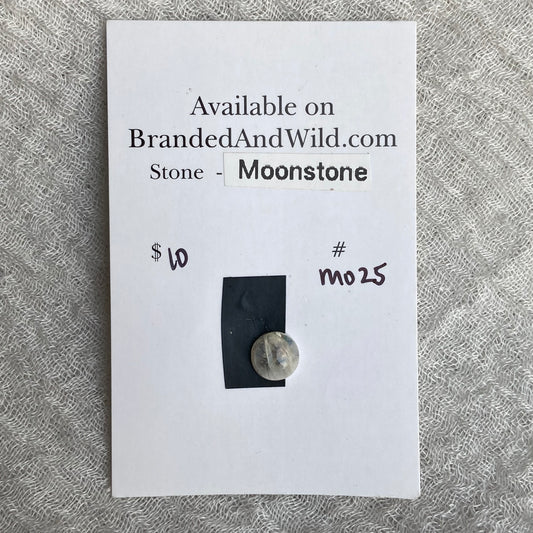 Available on
BrandedAndWild.com
Stone - Moonstone
$10 #
MO25